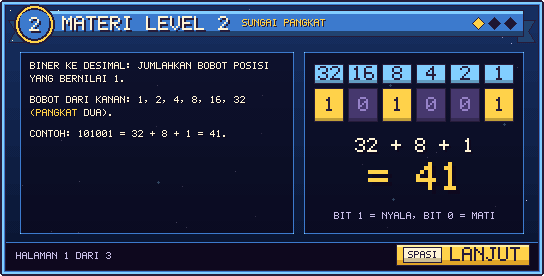 2 MATERI LEVEL 2 SUNGAI PANGKAT
BINER KE DESIMAL: JUMLAHKAN BOBOT POSISI
YANG BERNILAI 1.
BOBOT DARI KANAN: 1, 2, 4, 8, 16, 32
(PANGKAT DUA).
CONTOH: 101001 = 32 + 8 + 1 = 41.
32 16 8 4 2 1
1 0 1 0 0 1
32 + 8 + 1
= 41
BIT 1 = NYALA, BIT 0 = MATI
HALAMAN 1 DARI 3
SPASI LANJUT